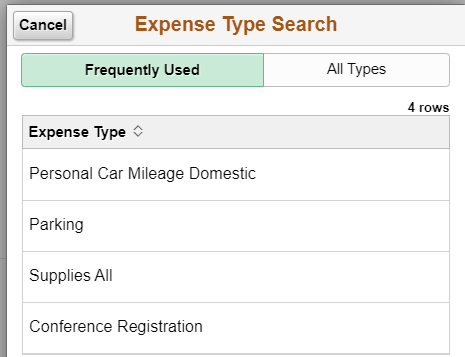 Cancel
Expense Type Search
Frequently Used
All Types
4 rows
Expense Type
Personal Car Mileage Domestic
Parking
Supplies All
Conference Registration